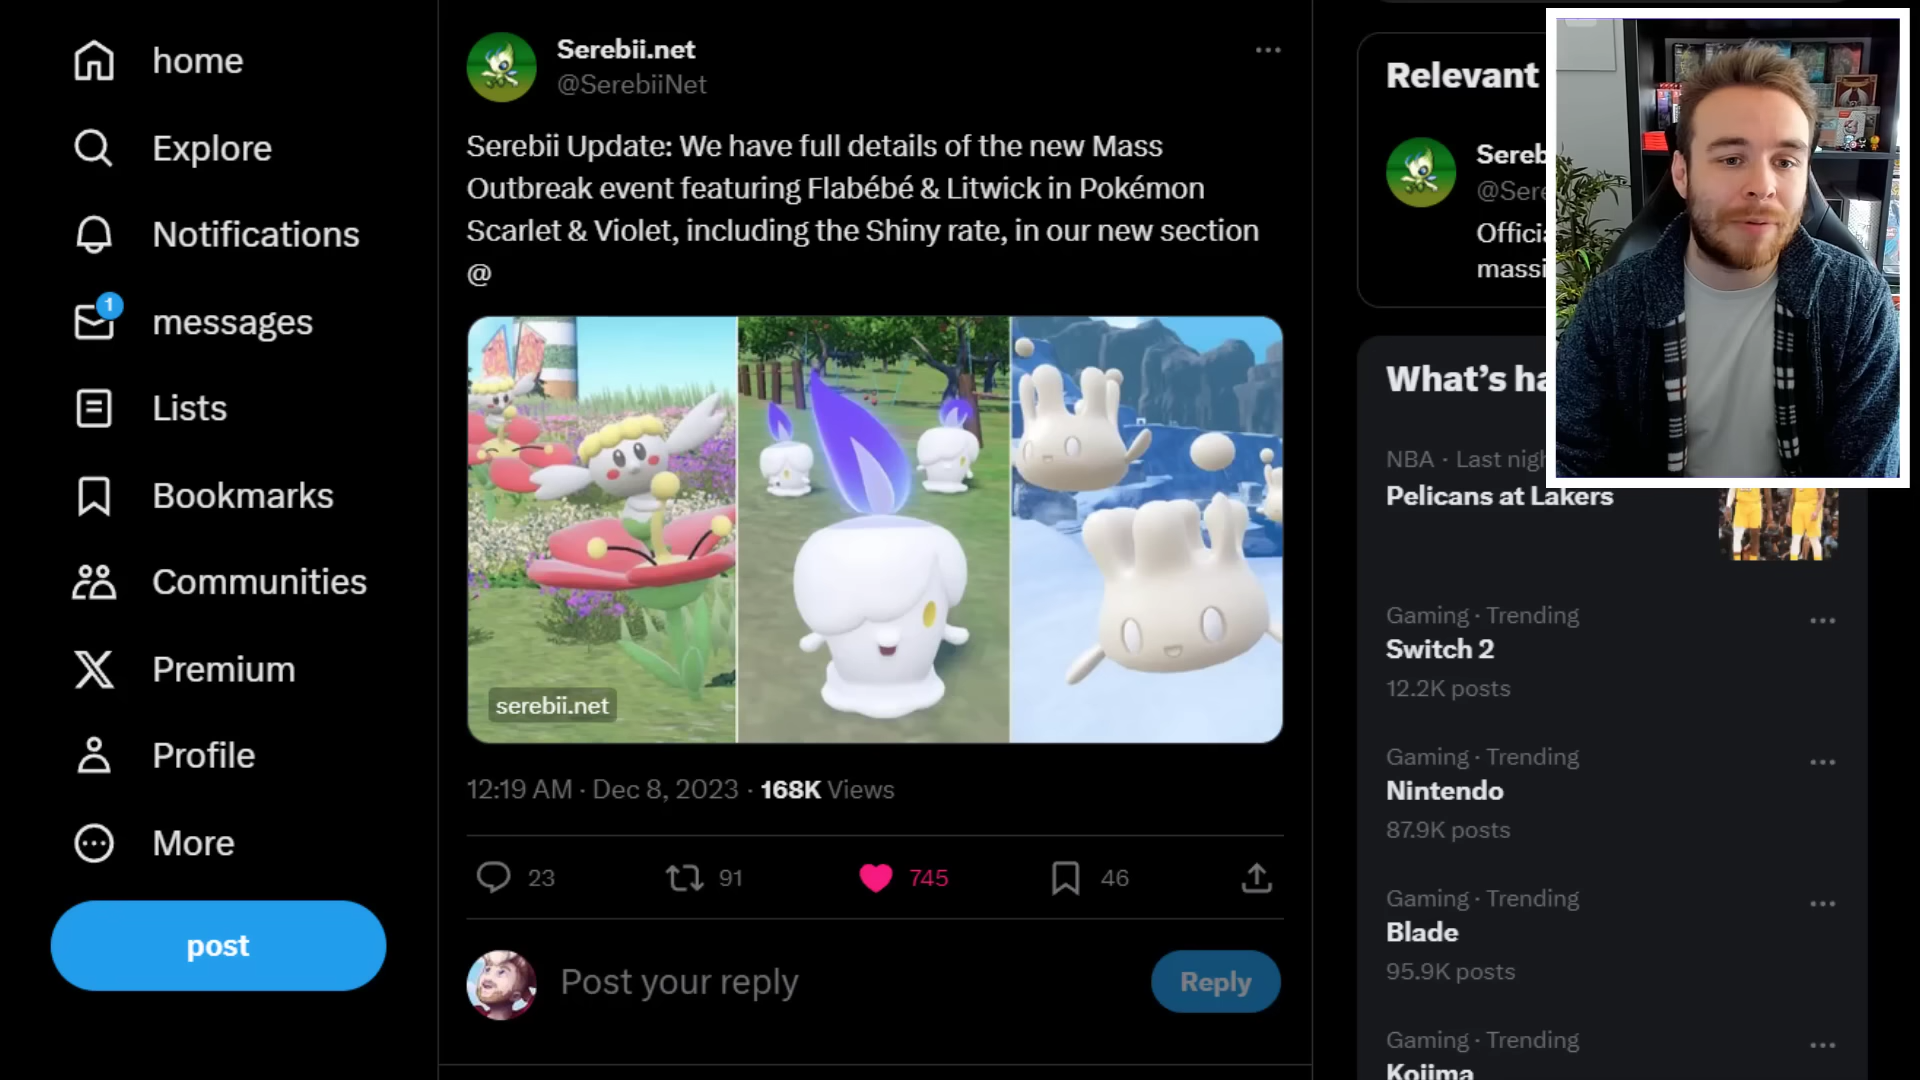 home
Explore
Notifications
1
messages
Lists
Bookmarks
Communities
Premium
Profile
More
post
Serebii.net
@SerebiiNet
Serebii Update: We have full details of the new Mass
Outbreak event featuring Flabébé & Litwick in Pokémon
Scarlet & Violet, including the Shiny rate, in our new section
@
serebii.net
12:19 AM · Dec 8, 2023 · 168K Views
23
91
745
46
Post your reply
Reply
Relevant
Sereb
@Sere
Officia
massi
What's ha
NBA · Last nigh
Pelicans at Lakers
Gaming · Trending
Switch 2
12.2K posts
Gaming · Trending
Nintendo
87.9K posts
Gaming · Trending
Blade
95.9K posts
Gaming · Trending
Kojima